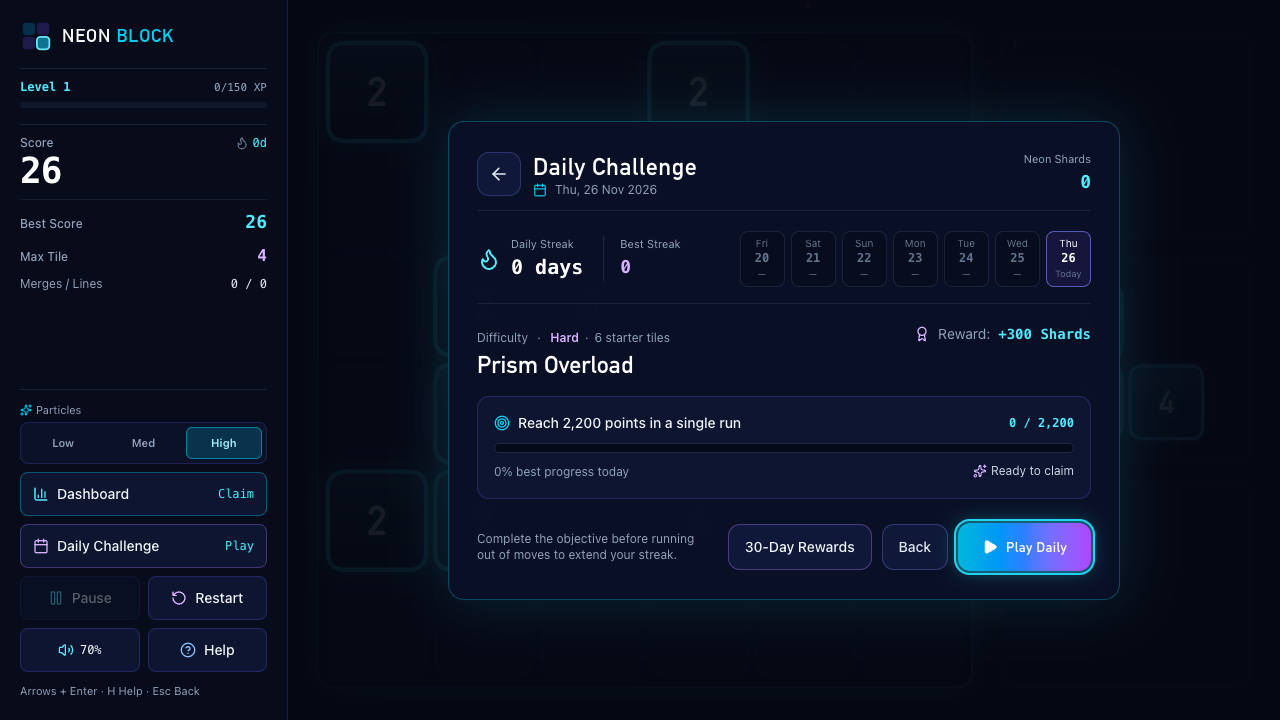 NEON BLOCK
Level 1
0/150 XP
Score
0d
26
Best Score
26
Max Tile
4
Merges / Lines
0 / 0
Particles
Low
Med
High
Dashboard
Claim
Daily Challenge
Play
Pause
Restart
70%
Help
Arrows + Enter · H Help · Esc Back
2
2
2
4
Daily Challenge
Thu, 26 Nov 2026
Neon Shards
0
Daily Streak
0 days
Best Streak
0
Fri
20
—
Sat
21
—
Sun
22
—
Mon
23
—
Tue
24
—
Wed
25
—
Thu
26
Today
Difficulty · Hard · 6 starter tiles
Reward: +300 Shards
Prism Overload
Reach 2,200 points in a single run
0 / 2,200
0% best progress today
Ready to claim
Complete the objective before running
out of moves to extend your streak.
30-Day Rewards
Back
Play Daily